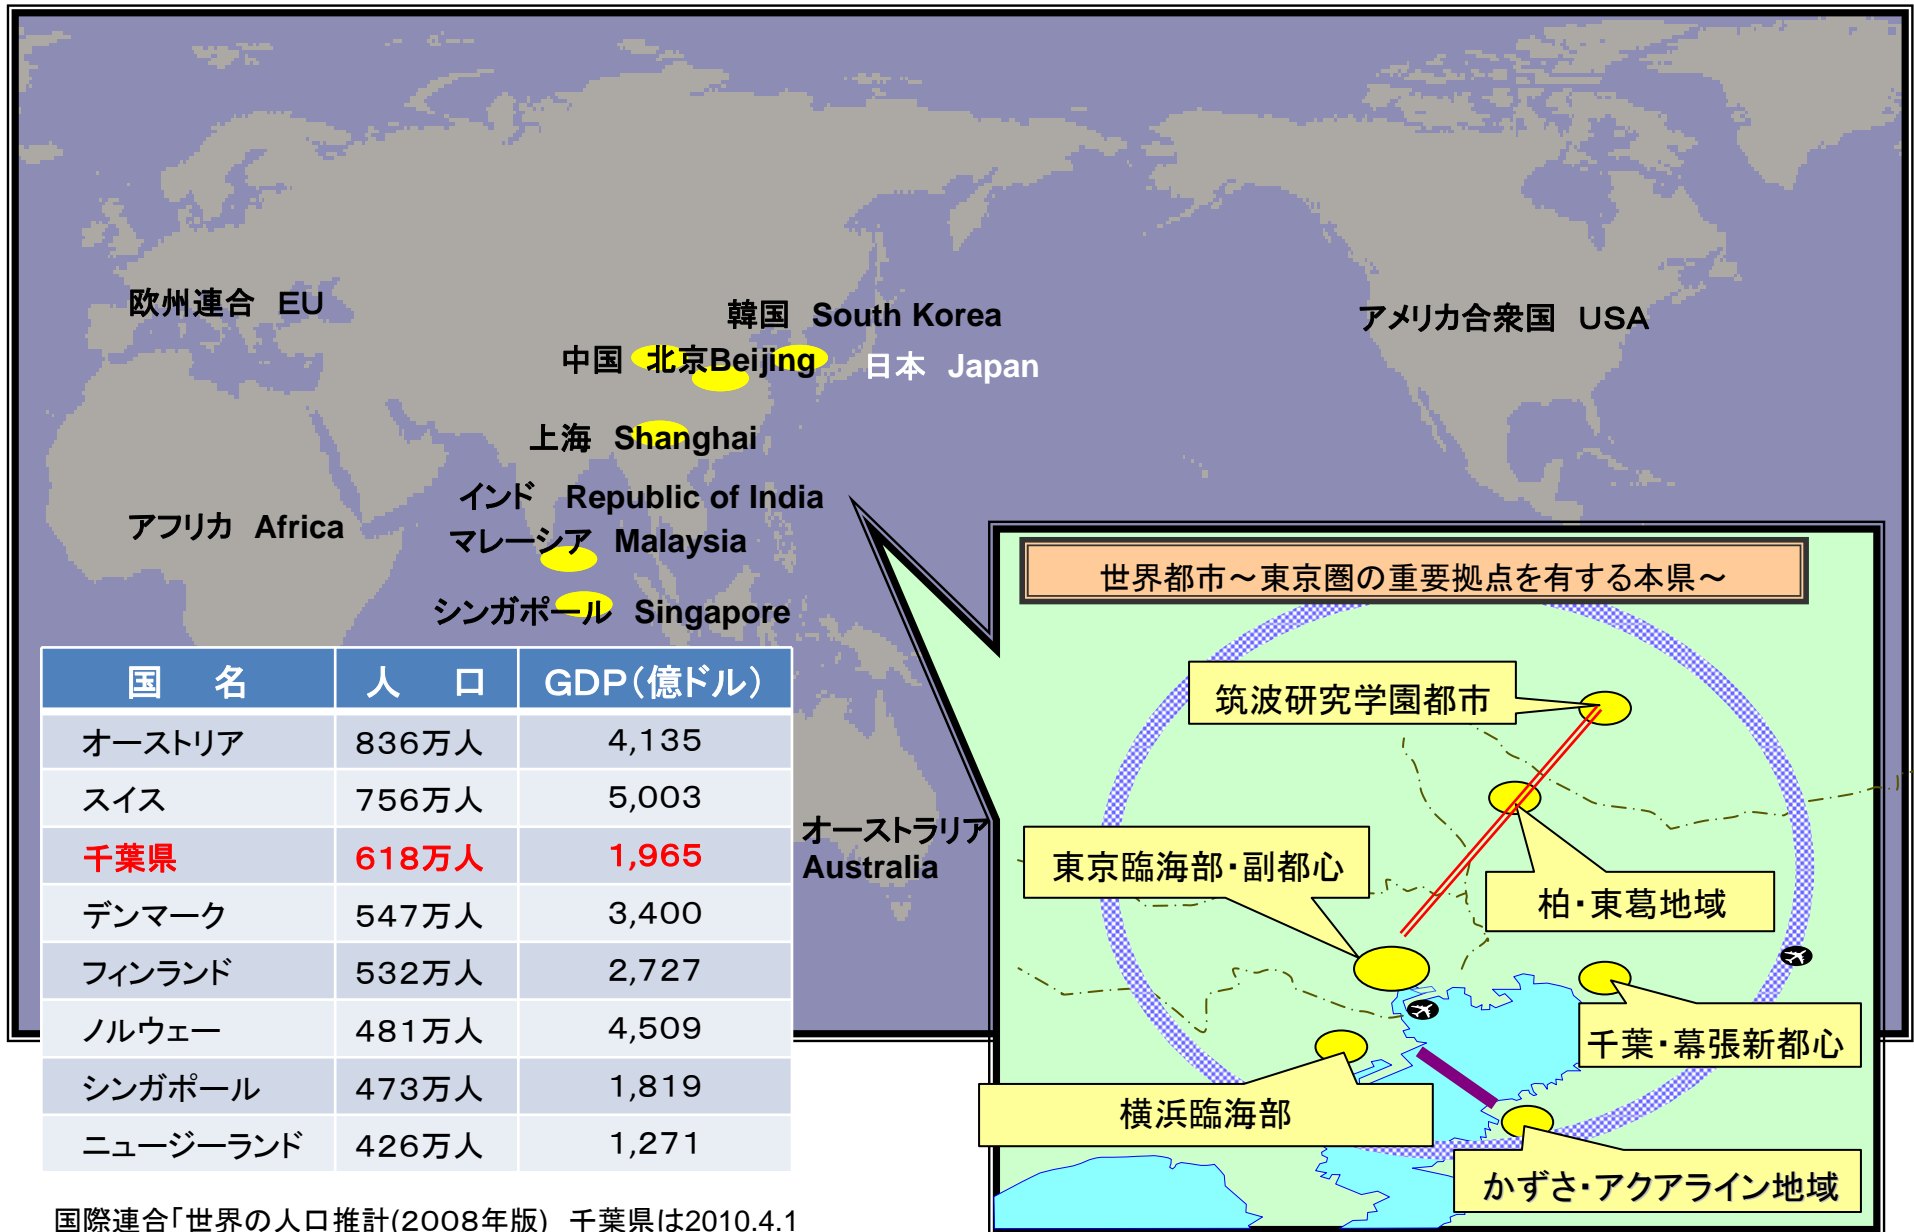 欧州連合　ＥＵ
韓国　South Korea
アメリカ合衆国　ＵＳＡ
中国　北京Beijing
日本　Japan
上海　Shanghai
インド　Republic of India
アフリカ　Africa
マレーシア　Malaysia
シンガポール　Singapore
オーストラリア
Australia
国　名　人　口　ＧＤＰ（億ドル）
オーストリア　８３６万人　４,１３５
スイス　７５６万人　５,００３
千葉県　６１８万人　１,９６５
デンマーク　５４７万人　３,４００
フィンランド　５３２万人　２,７２７
ノルウェー　４８１万人　４,５０９
シンガポール　４７３万人　１,８１９
ニュージーランド　４２６万人　１,２７１
国際連合「世界の人口推計(２００８年版)　千葉県は2010.4.1
世界都市～東京圏の重要拠点を有する本県～
筑波研究学園都市
東京臨海部・副都心
柏・東葛地域
千葉・幕張新都心
横浜臨海部
かずさ・アクアライン地域